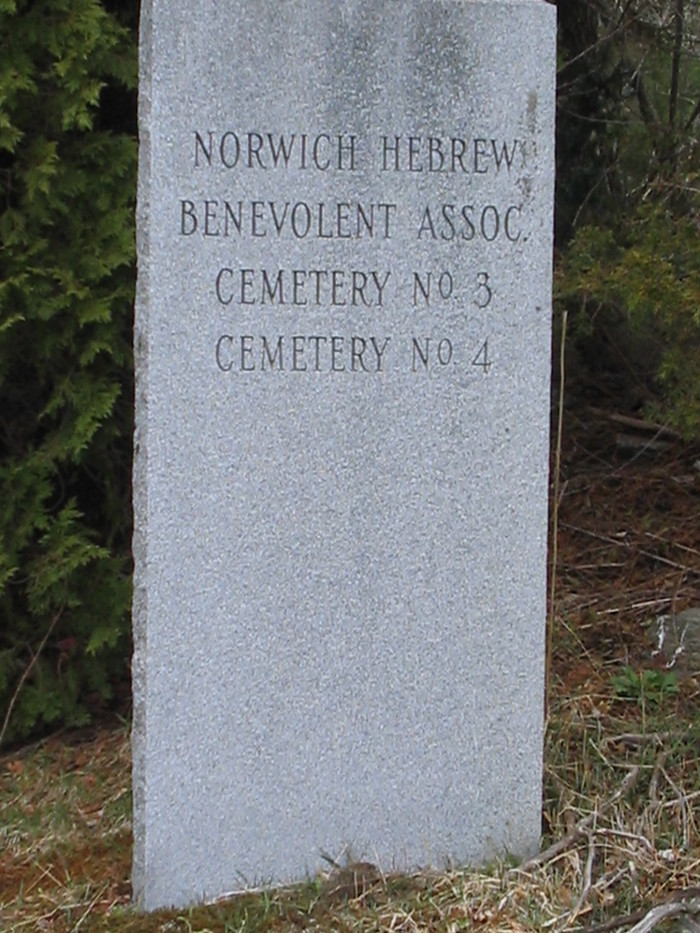 NORWICH HEBREW
BENEVOLENT ASSOC.
CEMETERY NO. 3
CEMETERY NO. 4